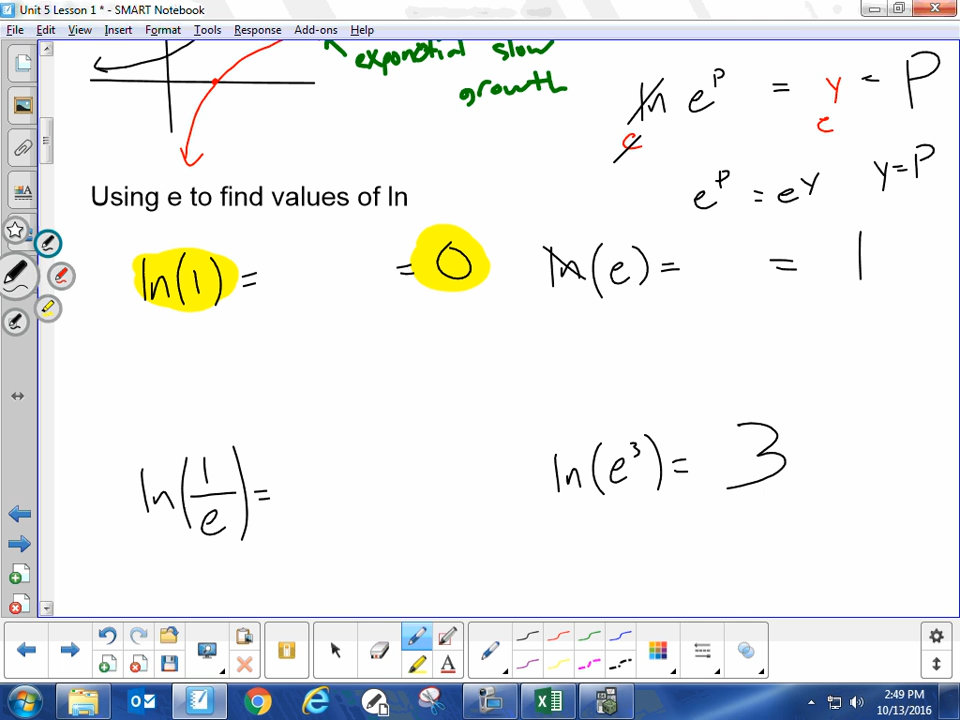 Unit 5 Lesson 1 * - SMART Notebook
File Edit View Insert Format Tools Response Add-ons Help
exponential slow
growth
ln e^P = y = P
e e
e^P = e^y y=P
Using e to find values of ln
ln(1) = = 0 ln(e) = = 1
ln(1/e) = ln(e³) = 3
A
2:49 PM
10/13/2016